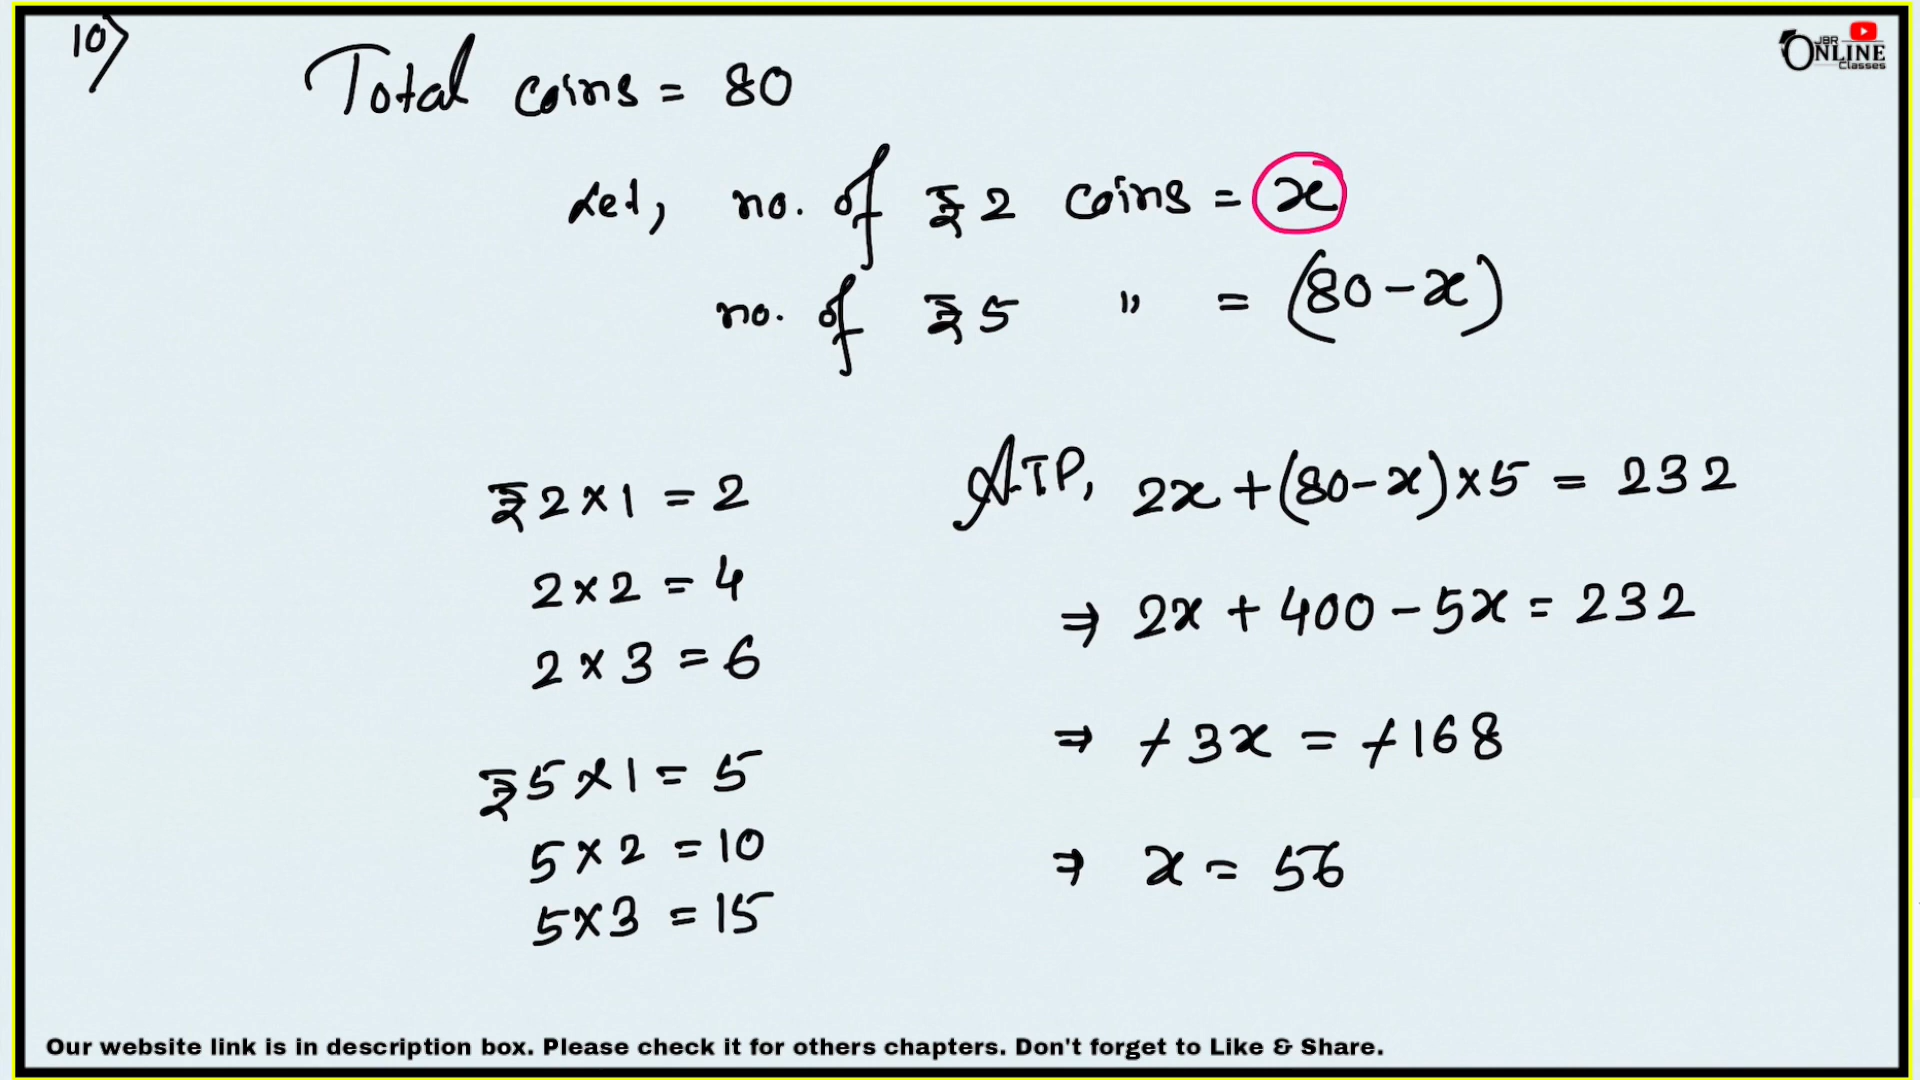 10)
JBR
ONLINE
Classes
Total coins = 80
Let, no. of ₹2 coins = x
no. of ₹5 " = (80-x)
₹2×1 = 2
2×2 = 4
2×3 = 6
₹5×1 = 5
5×2 = 10
5×3 = 15
ATP, 2x+(80-x)×5 = 232
⇒ 2x + 400 - 5x = 232
⇒ -3x = -168
⇒ x = 56
Our website link is in description box. Please check it for others chapters. Don't forget to Like & Share.